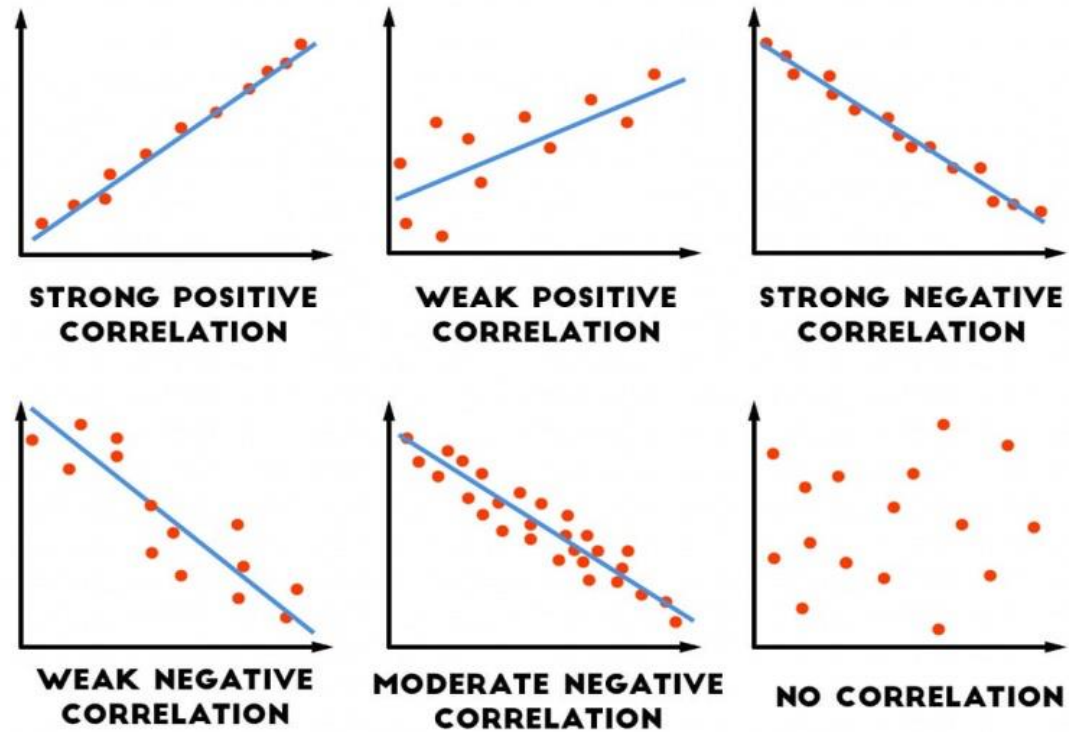 STRONG POSITIVE
CORRELATION
WEAK POSITIVE
CORRELATION
STRONG NEGATIVE
CORRELATION
WEAK NEGATIVE
CORRELATION
MODERATE NEGATIVE
CORRELATION
NO CORRELATION